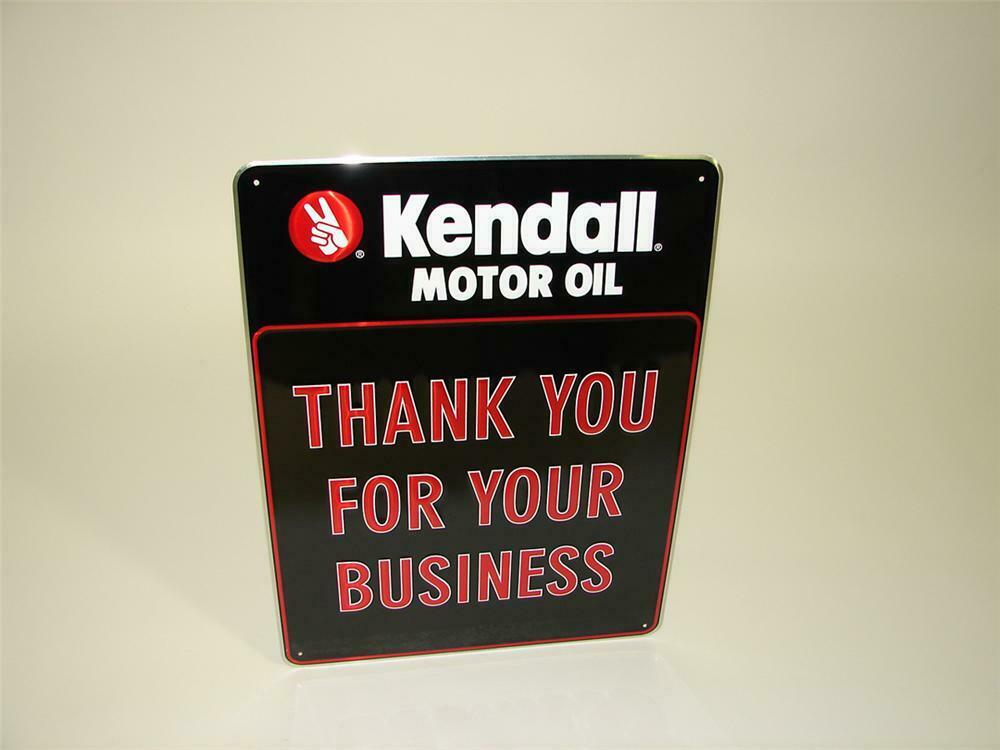 Kendall®
MOTOR OIL
THANK YOU
FOR YOUR
BUSINESS